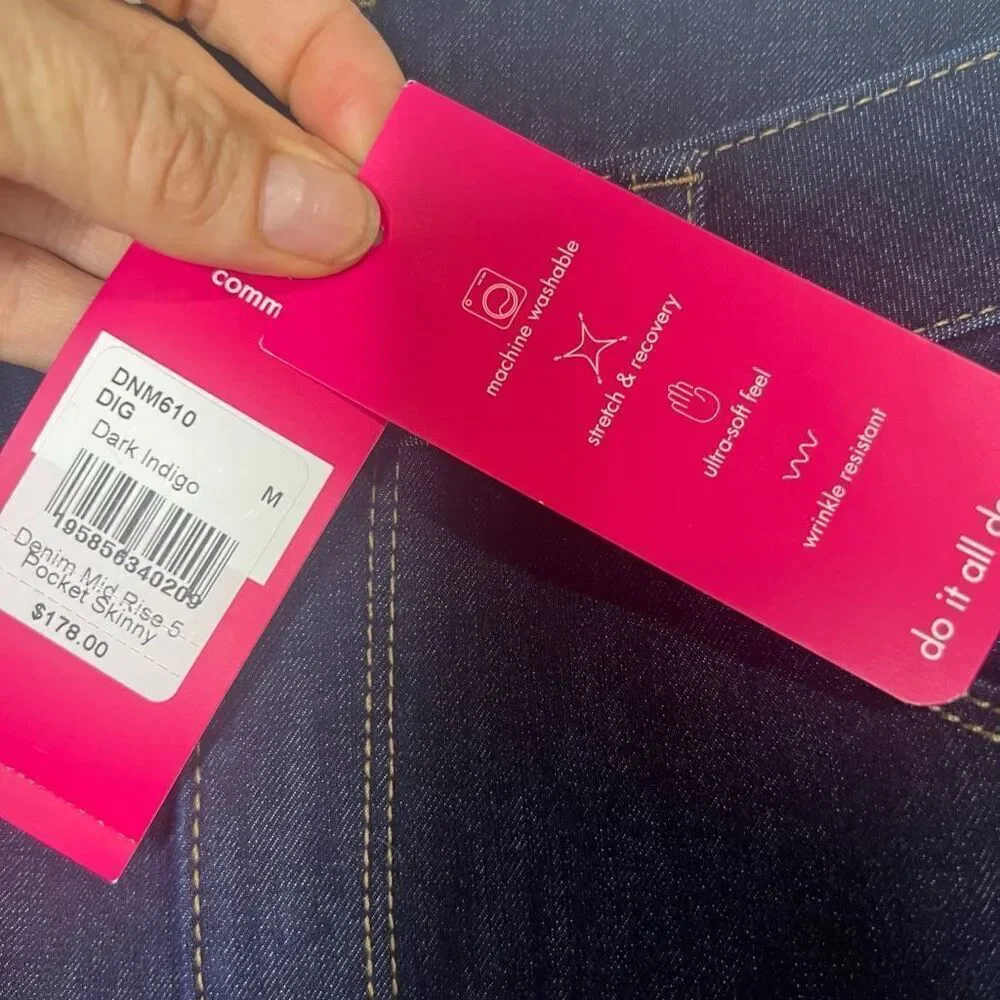 comm
DNM610
DIG
Dark Indigo
M
195856340209
Denim Mid Rise 5
Pocket Skinny
$178.00
machine washable
stretch & recovery
ultra-soft feel
wrinkle resistant
do it all d